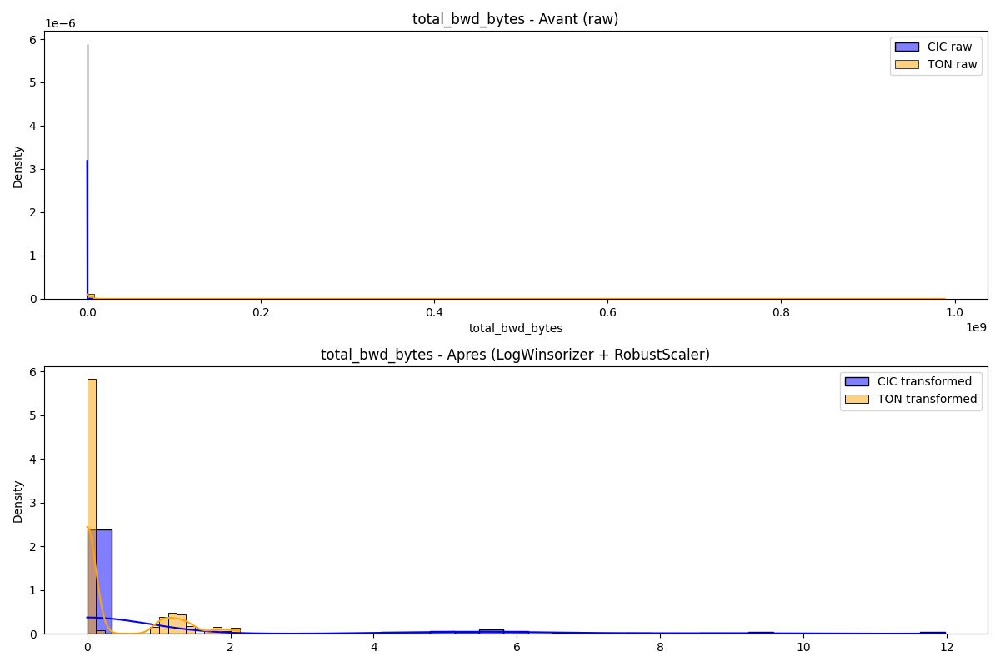 total_bwd_bytes - Avant (raw)
1e−6
6
5
4
3
2
1
0
Density
CIC raw
TON raw
0.0 0.2 0.4 0.6 0.8 1.0
1e9
total_bwd_bytes
total_bwd_bytes - Apres (LogWinsorizer + RobustScaler)
6
5
4
3
2
1
0
Density
CIC transformed
TON transformed
0 2 4 6 8 10 12